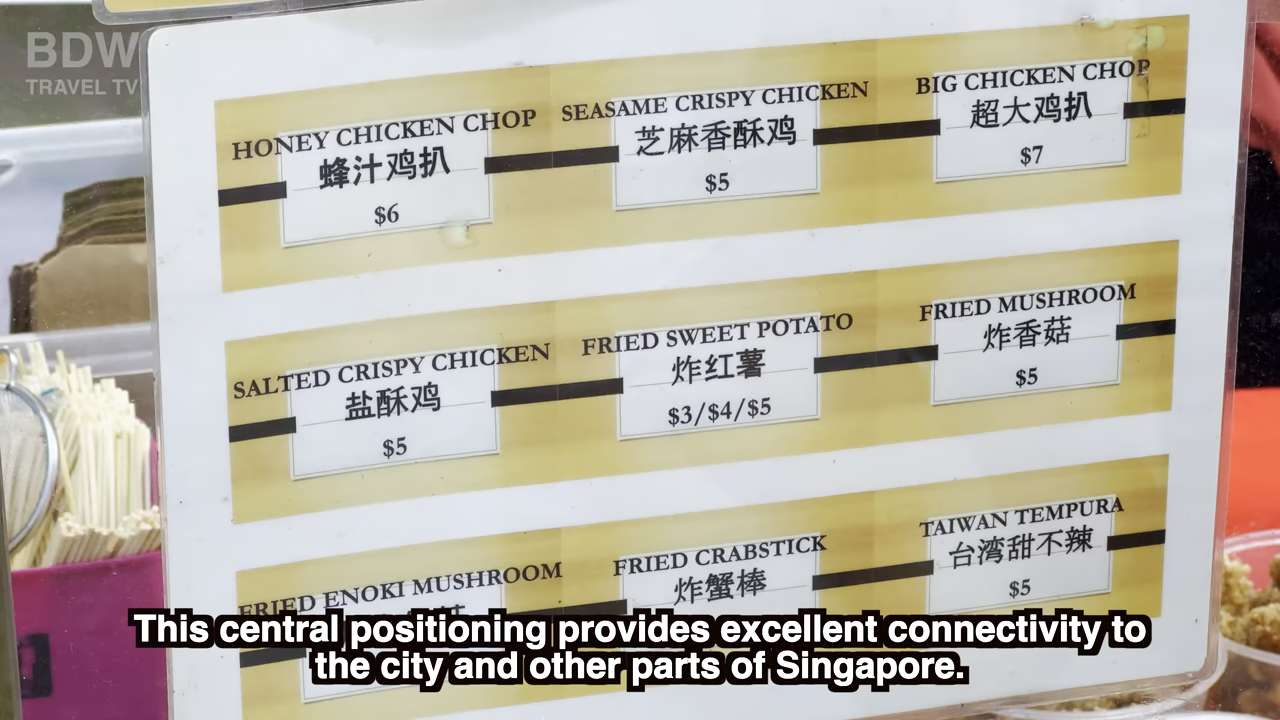 BDW
TRAVEL TV
HONEY CHICKEN CHOP
蜂汁鸡扒
$6
SEASAME CRISPY CHICKEN
芝麻香酥鸡
$5
BIG CHICKEN CHOP
超大鸡扒
$7
SALTED CRISPY CHICKEN
盐酥鸡
$5
FRIED SWEET POTATO
炸红薯
$3/$4/$5
FRIED MUSHROOM
炸香菇
$5
FRIED ENOKI MUSHROOM
FRIED CRABSTICK
炸蟹棒
TAIWAN TEMPURA
台湾甜不辣
$5
This central positioning provides excellent connectivity to
the city and other parts of Singapore.